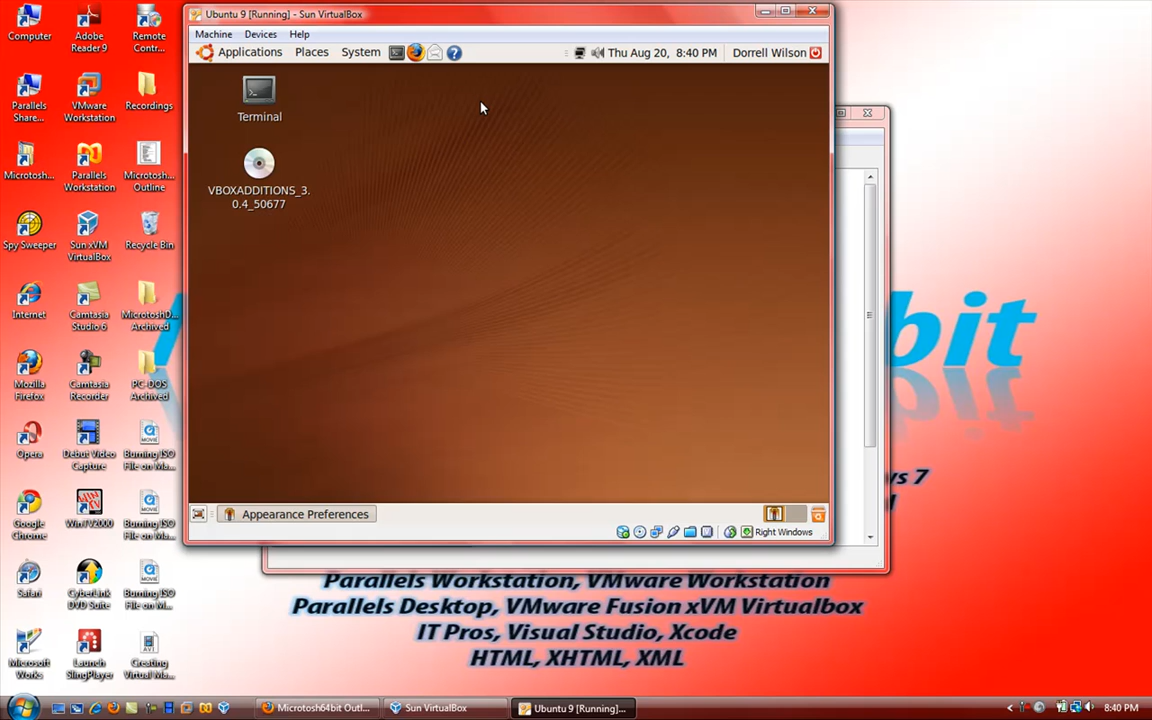 Ubuntu 9 [Running] - Sun VirtualBox
Machine Devices Help
Applications Places System
Thu Aug 20, 8:40 PM Dorrell Wilson
Terminal
VBOXADDITIONS_3.
0.4_50677
Appearance Preferences
Right Windows
Computer
Adobe
Reader 9
Remote
Contr...
Parallels
Share...
VMware
Workstation
Recordings
Microtosh...
Parallels
Workstation
Microtosh...
Outline
Spy Sweeper
Sun xVM
VirtualBox
Recycle Bin
Internet
Camtasia
Studio 6
MicrotoshD...
Archived
Mozilla
Firefox
Camtasia
Recorder
PC-DOS
Archived
Opera
Debut Video
Capture
Burning ISO
File on Ma...
Google
Chrome
WinTV2000
Burning ISO
File on Ma...
Safari
CyberLink
DVD Suite
Burning ISO
File on M...
Microsoft
Works
Launch
SlingPlayer
Creating
Virtual Ma...
bit
ws 7
Parallels Workstation, VMware Workstation
Parallels Desktop, VMware Fusion xVM Virtualbox
IT Pros, Visual Studio, Xcode
HTML, XHTML, XML
Microtosh64bit Outl...
Sun VirtualBox
Ubuntu 9 [Running]...
8:40 PM